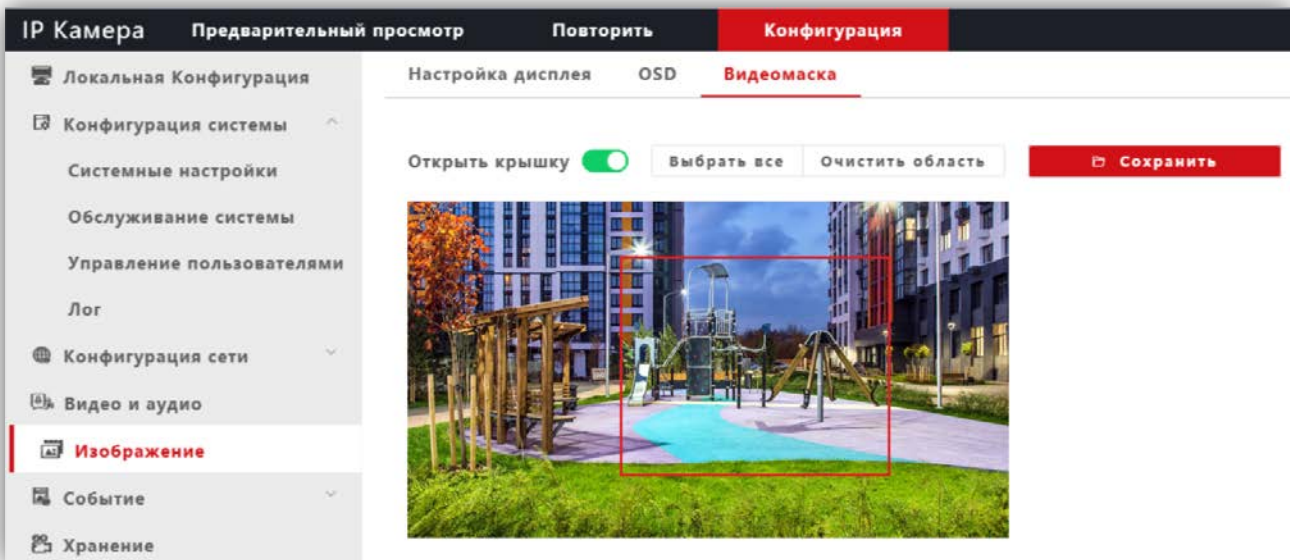 IP Камера Предварительный просмотр Повторить Конфигурация
Локальная Конфигурация
Конфигурация системы
Системные настройки
Обслуживание системы
Управление пользователями
Лог
Конфигурация сети
Видео и аудио
Изображение
Событие
Хранение
Настройка дисплея OSD Видеомаска
Открыть крышку Выбрать все Очистить область Сохранить